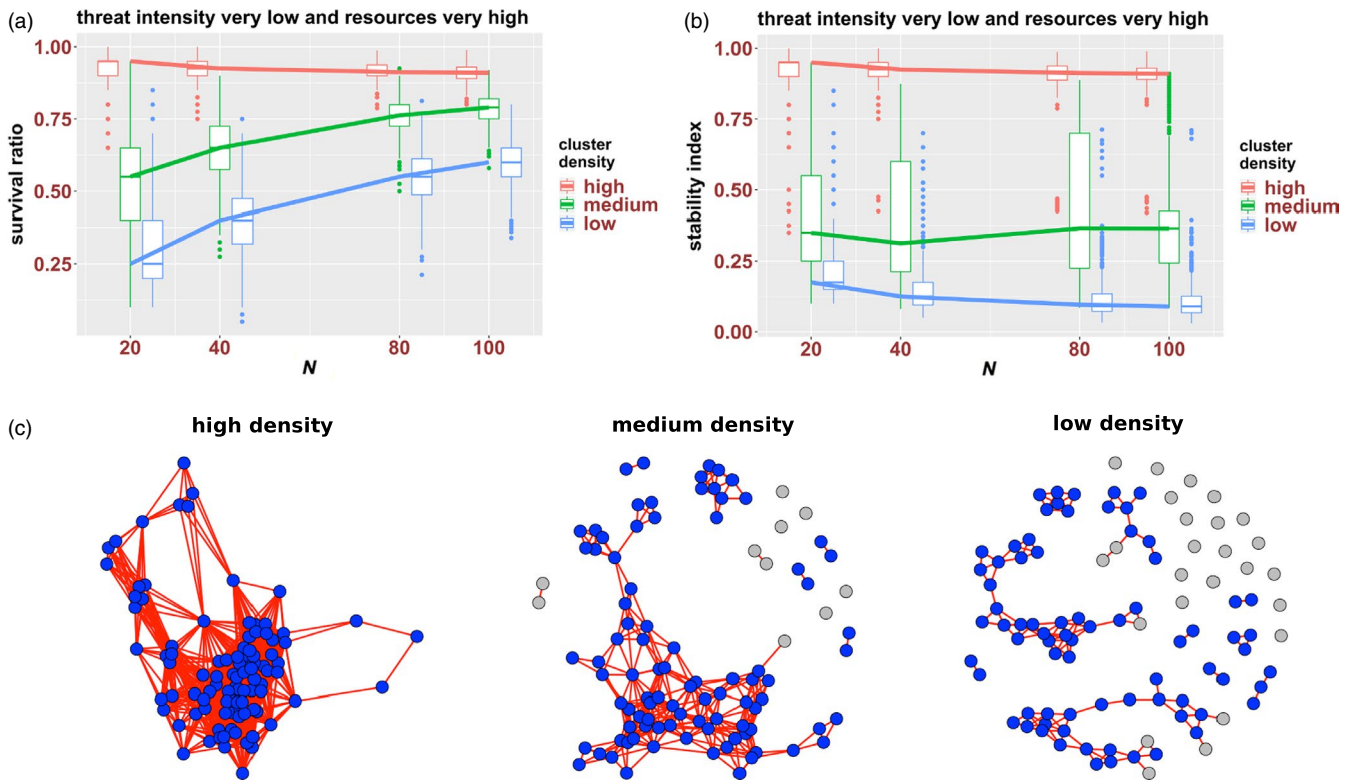 (a)
threat intensity very low and resources very high
1.00
0.75
0.50
0.25
survival ratio
20
40
80
100
N
cluster
density
high
medium
low
(b)
threat intensity very low and resources very high
1.00
0.75
0.50
0.25
0.00
stability index
20
40
80
100
N
cluster
density
high
medium
low
(c)
high density
medium density
low density